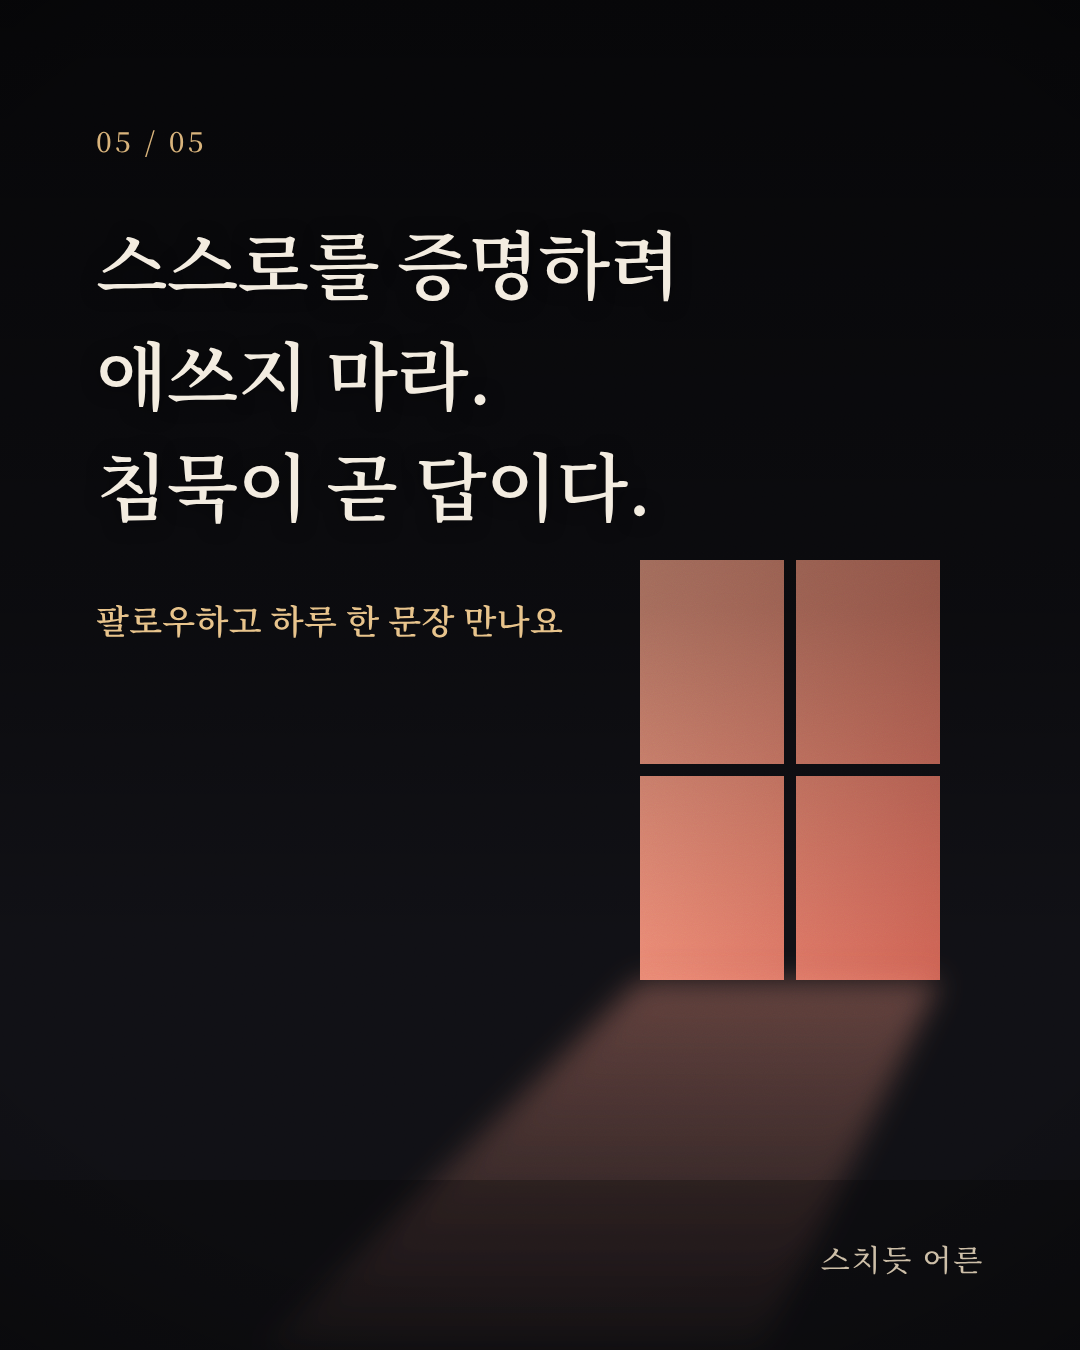 05 / 05
스스로를 증명하려
애쓰지 마라.
침묵이 곧 답이다.
팔로우하고 하루 한 문장 만나요
스치듯 어른